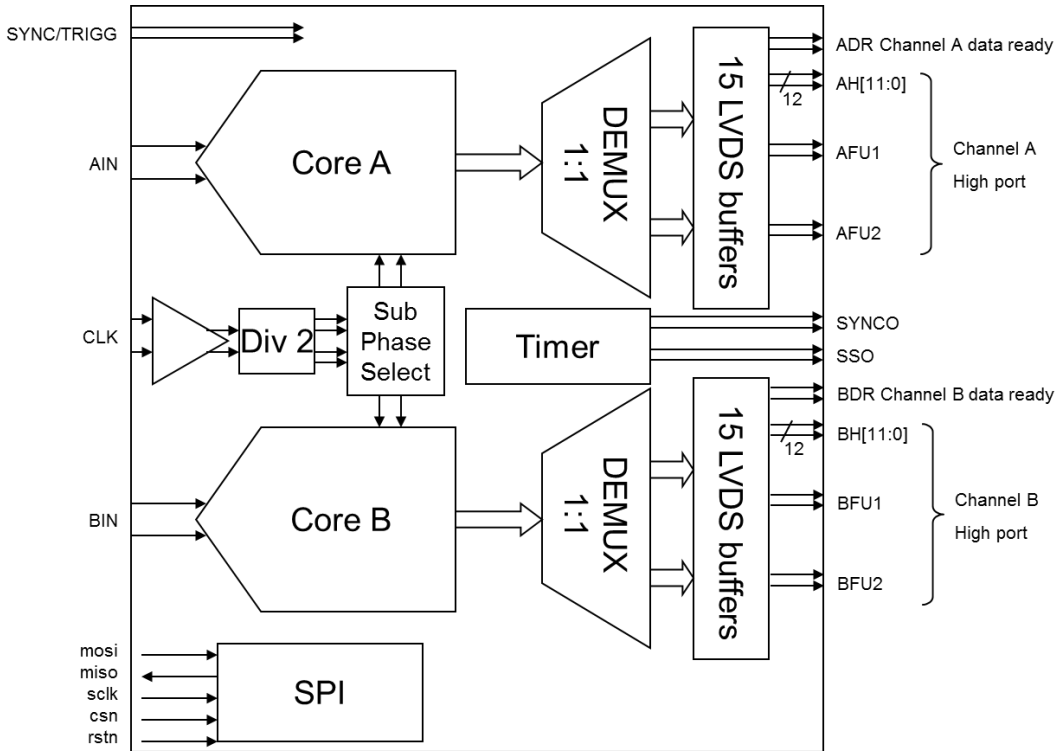 SYNC/TRIGG
ADR Channel A data ready
AH[11:0]
12
AIN
Core A
DEMUX
1:1
15 LVDS buffers
AFU1
Channel A
High port
AFU2
CLK
Div 2
Sub
Phase
Select
Timer
SYNCO
SSO
BDR Channel B data ready
BH[11:0]
12
BIN
Core B
DEMUX
1:1
15 LVDS buffers
BFU1
Channel B
High port
BFU2
mosi
miso
sclk
csn
rstn
SPI